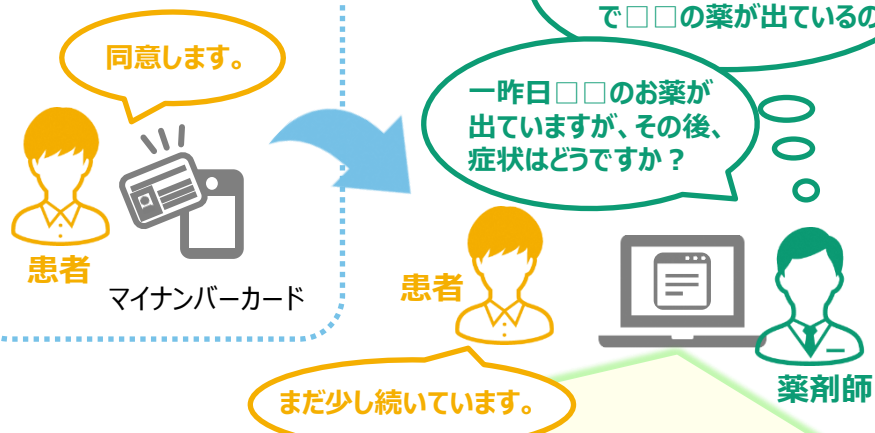 で□□の薬が出ているの
同意します。
一昨日□□のお薬が
出ていますが、その後、
症状はどうですか？
患者
マイナンバーカード
患者
薬剤師
まだ少し続いています。